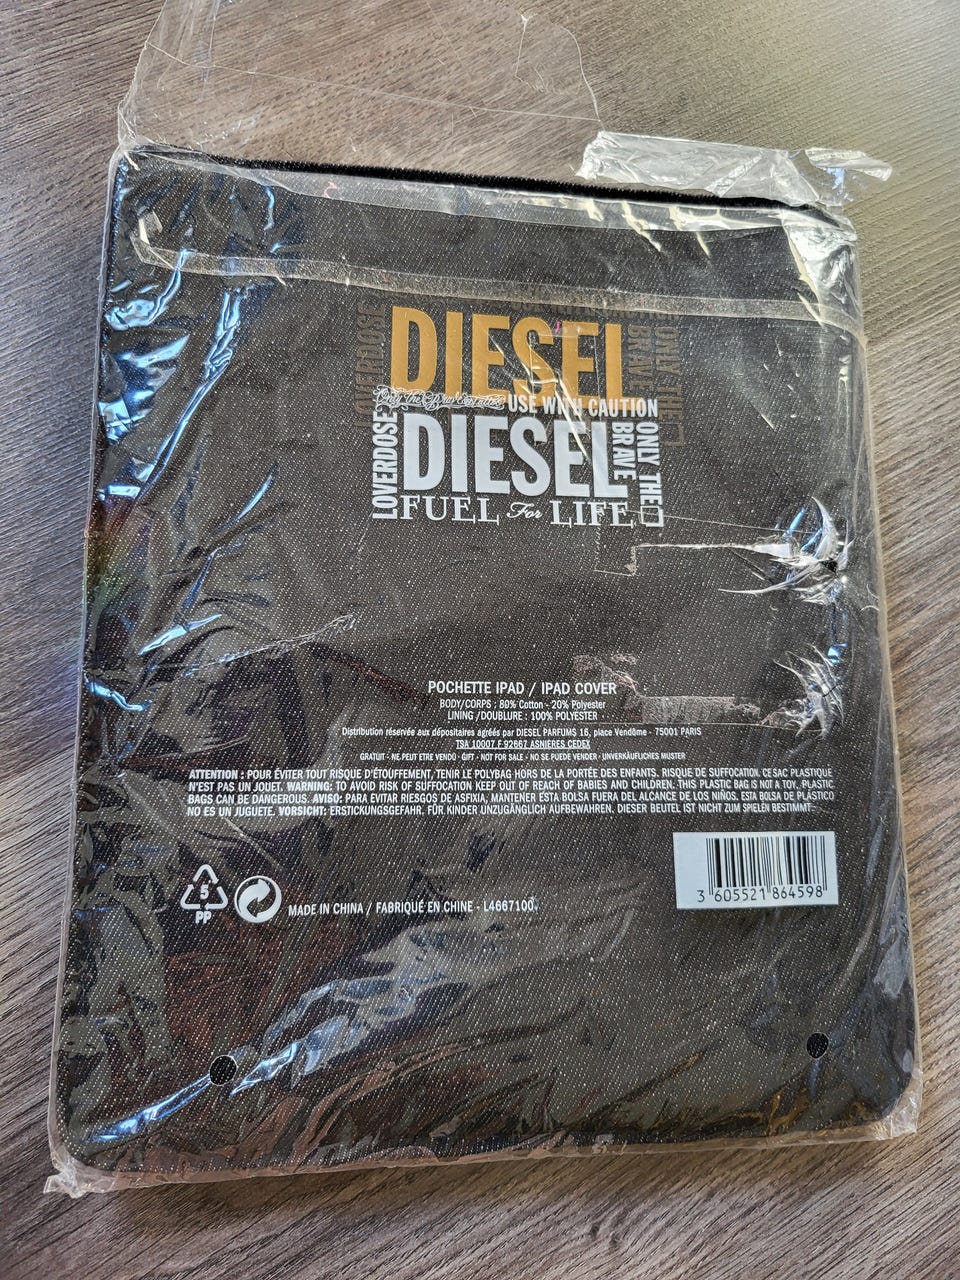 DIESEL
LOVERDOSE
BRAVE
ONLY THE
Only The Brave
USE WITH CAUTION
LOVERDOSE
DIESEL
BRAVE
ONLY THE
FUEL For LIFE
POCHETTE IPAD / IPAD COVER
BODY/CORPS : 80% Cotton - 20% Polyester
LINING /DOUBLURE : 100% POLYESTER
Distribution réservée aux dépositaires agréés par DIESEL PARFUMS 16, place Vendôme - 75001 PARIS
TSA 10007 F 92667 ASNIERES CEDEX
GRATUIT - NE PEUT ETRE VENDU - GIFT - NOT FOR SALE - NO SE PUEDE VENDER - UNVERKÄUFLICHES MUSTER
ATTENTION : POUR ÉVITER TOUT RISQUE D'ÉTOUFFEMENT, TENIR LE POLYBAG HORS DE LA PORTÉE DES ENFANTS. RISQUE DE SUFFOCATION. CE SAC PLASTIQUE
N'EST PAS UN JOUET. WARNING: TO AVOID RISK OF SUFFOCATION KEEP OUT OF REACH OF BABIES AND CHILDREN. THIS PLASTIC BAG IS NOT A TOY, PLASTIC
BAGS CAN BE DANGEROUS. AVISO: PARA EVITAR RIESGOS DE ASFIXIA, MANTENER ESTA BOLSA FUERA DEL ALCANCE DE LOS NIÑOS. ESTA BOLSA DE PLÁSTICO
NO ES UN JUGUETE. VORSICHT: ERSTICKUNGSGEFAHR, FÜR KINDER UNZUGÄNGLICH AUFBEWAHREN. DIESER BEUTEL IST NICHT ZUM SPIELEN BESTIMMT
5
PP
MADE IN CHINA / FABRIQUÉ EN CHINE - L4667100.
3 605521 864598